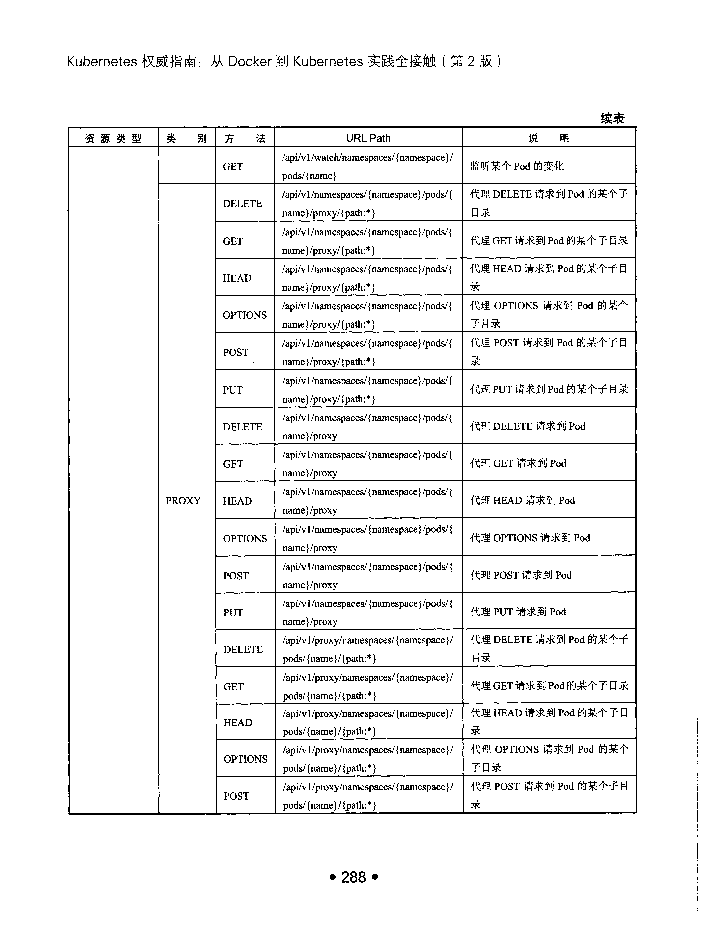 Kubernetes 权威指南：从 Docker 到 Kubernetes 实践全接触（第 2 版）
续表
资 源 类 型 类 别 方 法 URL Path 说 明
GET /api/v1/watch/namespaces/{namespace}/ 监听某个 Pod 的变化
pods/{name}
PROXY
DELETE /api/v1/namespaces/{namespace}/pods/{ 代理 DELETE 请求到 Pod 的某个子
name}/proxy/{path:*} 目录
GET /api/v1/namespaces/{namespace}/pods/{ 代理 GET 请求到 Pod 的某个子目录
name}/proxy/{path:*}
HEAD /api/v1/namespaces/{namespace}/pods/{ 代理 HEAD 请求到 Pod 的某个子目
name}/proxy/{path:*} 录
OPTIONS /api/v1/namespaces/{namespace}/pods/{ 代理 OPTIONS 请求到 Pod 的某个
name}/proxy/{path:*} 子目录
POST /api/v1/namespaces/{namespace}/pods/{ 代理 POST 请求到 Pod 的某个子目
name}/proxy/{path:*} 录
PUT /api/v1/namespaces/{namespace}/pods/{ 代理 PUT 请求到 Pod 的某个子目录
name}/proxy/{path:*}
DELETE /api/v1/namespaces/{namespace}/pods/{ 代理 DELETE 请求到 Pod
name}/proxy
GET /api/v1/namespaces/{namespace}/pods/{ 代理 GET 请求到 Pod
name}/proxy
HEAD /api/v1/namespaces/{namespace}/pods/{ 代理 HEAD 请求到 Pod
name}/proxy
OPTIONS /api/v1/namespaces/{namespace}/pods/{ 代理 OPTIONS 请求到 Pod
name}/proxy
POST /api/v1/namespaces/{namespace}/pods/{ 代理 POST 请求到 Pod
name}/proxy
PUT /api/v1/namespaces/{namespace}/pods/{ 代理 PUT 请求到 Pod
name}/proxy
DELETE /api/v1/proxy/namespaces/{namespace}/ 代理 DELETE 请求到 Pod 的某个子
pods/{name}/{path:*} 目录
GET /api/v1/proxy/namespaces/{namespace}/ 代理 GET 请求到 Pod 的某个子目录
pods/{name}/{path:*}
HEAD /api/v1/proxy/namespaces/{namespace}/ 代理 HEAD 请求到 Pod 的某个子目
pods/{name}/{path:*} 录
OPTIONS /api/v1/proxy/namespaces/{namespace}/ 代理 OPTIONS 请求到 Pod 的某个
pods/{name}/{path:*} 子目录
POST /api/v1/proxy/namespaces/{namespace}/ 代理 POST 请求到 Pod 的某个子目
pods/{name}/{path:*} 录
• 288 •